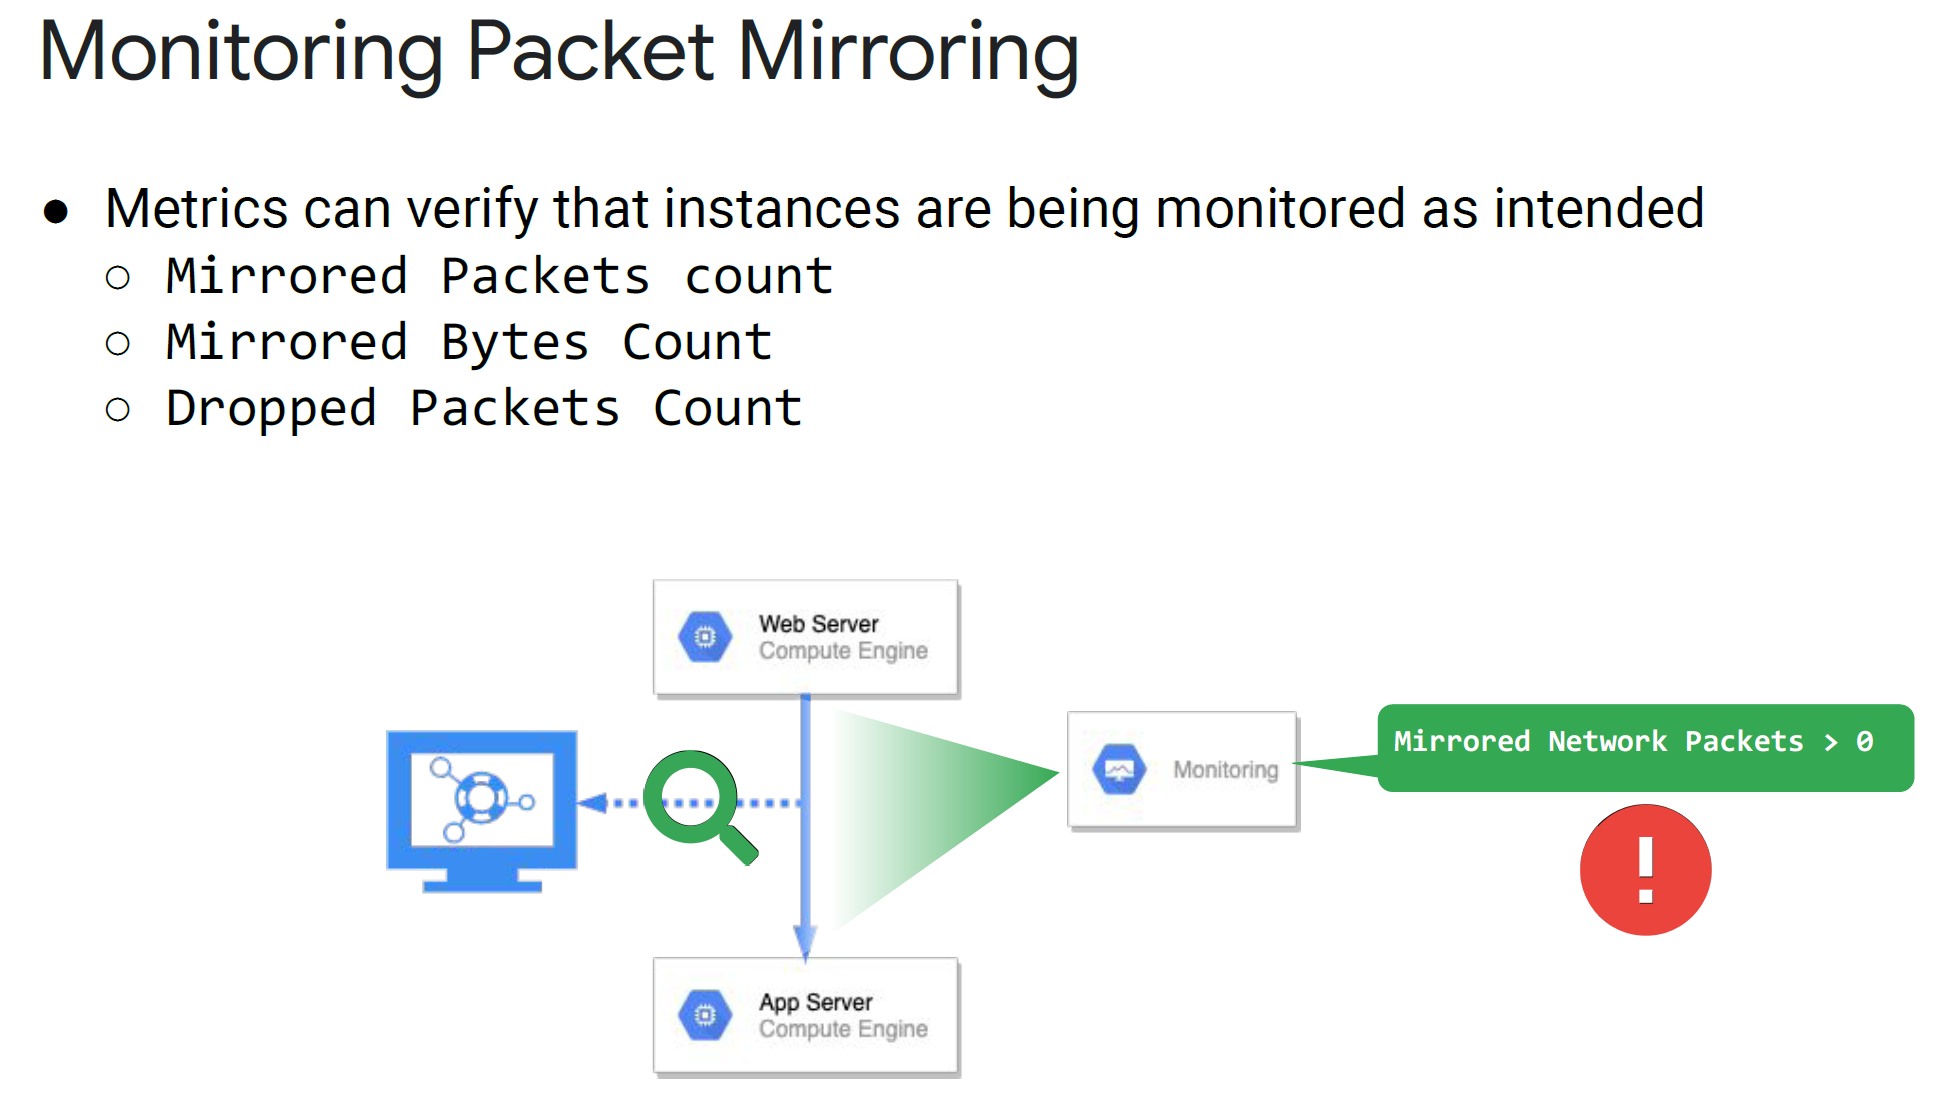 Monitoring Packet Mirroring
● Metrics can verify that instances are being monitored as intended
○ Mirrored Packets count
○ Mirrored Bytes Count
○ Dropped Packets Count
Web Server
Compute Engine
Monitoring
Mirrored Network Packets > 0
!
App Server
Compute Engine